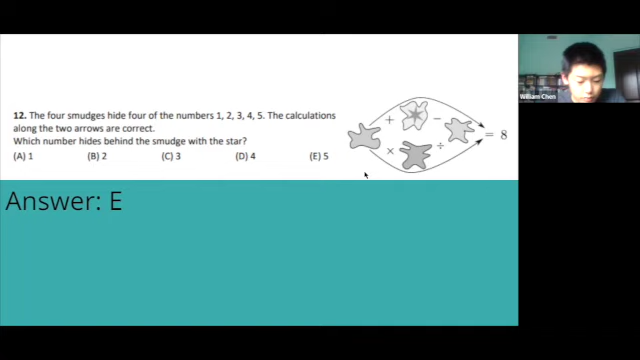 12. The four smudges hide four of the numbers 1, 2, 3, 4, 5. The calculations
along the two arrows are correct.
Which number hides behind the smudge with the star?
(A) 1 (B) 2 (C) 3 (D) 4 (E) 5
+ −
× ÷
= 8
Answer: E
William Chen